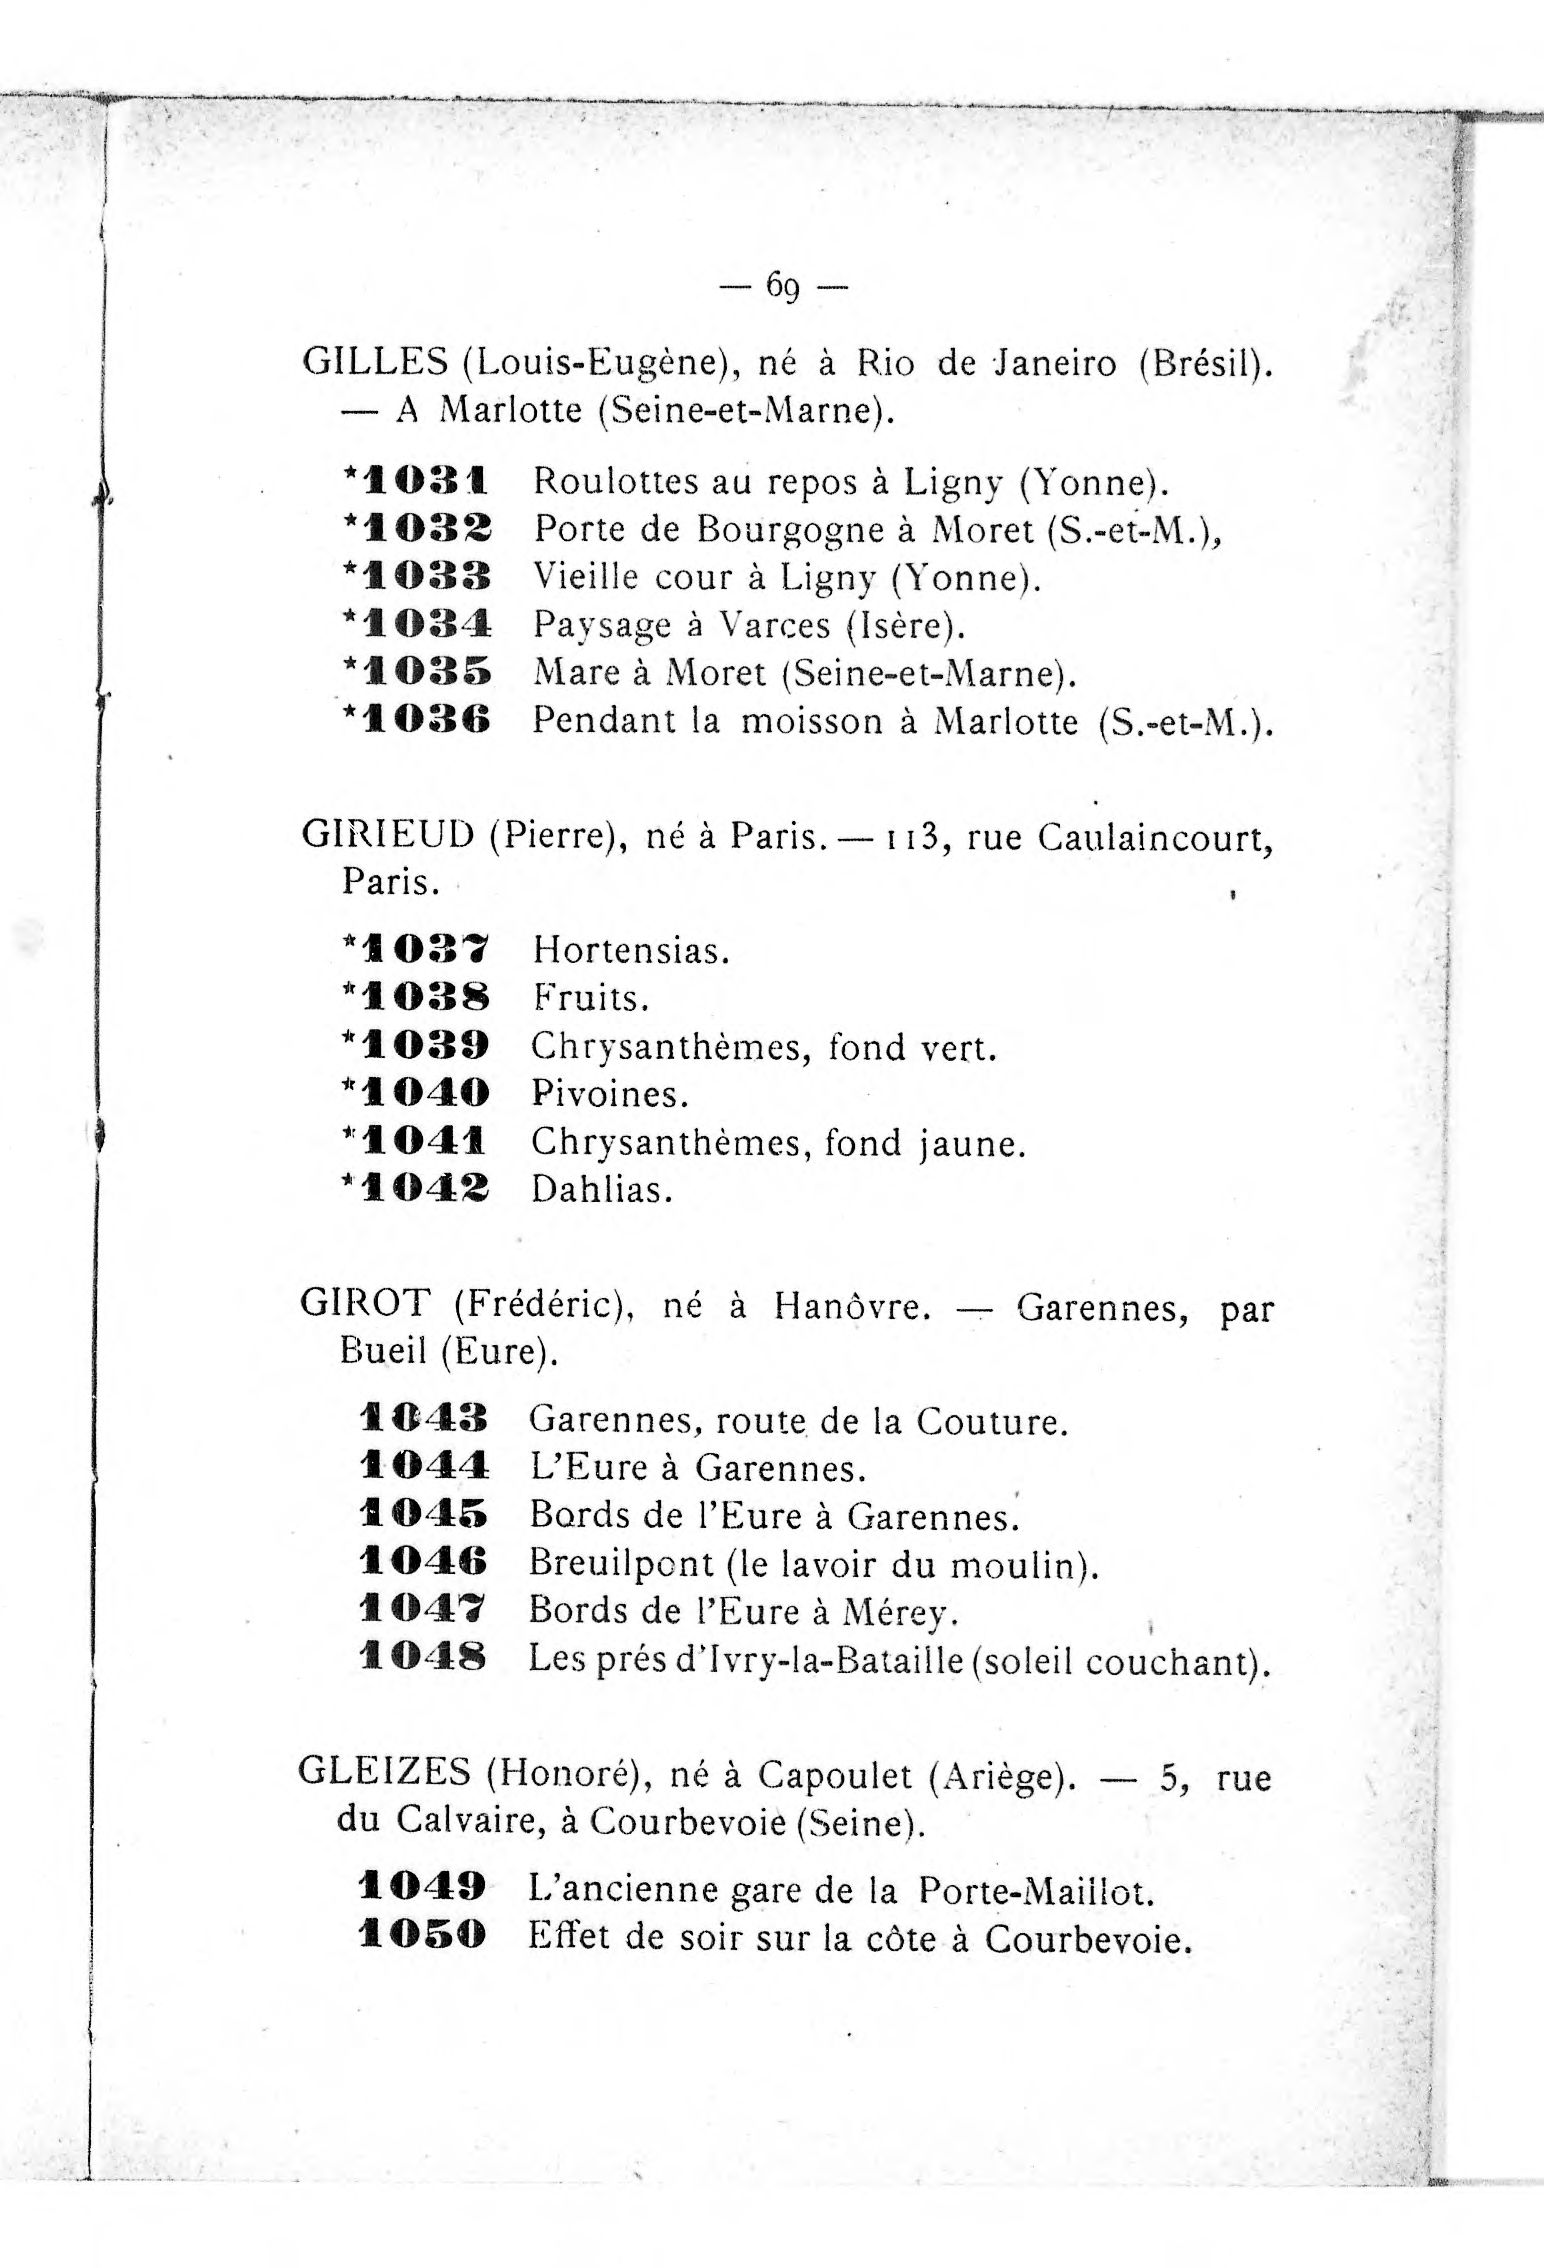 — 69 —
GILLES (Louis-Eugène), né à Rio de Janeiro (Brésil).
— A Marlotte (Seine-et-Marne).
*1031 Roulottes au repos à Ligny (Yonne).
*1032 Porte de Bourgogne à Moret (S.-et-M.),
*1033 Vieille cour à Ligny (Yonne).
*1034 Paysage à Varces (Isère).
*1035 Mare à Moret (Seine-et-Marne).
*1036 Pendant la moisson à Marlotte (S.-et-M.).
GIRIEUD (Pierre), né à Paris. — 113, rue Caulaincourt,
Paris.
*1037 Hortensias.
*1038 Fruits.
*1039 Chrysanthèmes, fond vert.
*1040 Pivoines.
*1041 Chrysanthèmes, fond jaune.
*1042 Dahlias.
GIROT (Frédéric), né à Hanôvre. — Garennes, par
Bueil (Eure).
1043 Garennes, route de la Couture.
1044 L'Eure à Garennes.
1045 Bords de l'Eure à Garennes.
1046 Breuilpont (le lavoir du moulin).
1047 Bords de l'Eure à Mérey.
1048 Les prés d'Ivry-la-Bataille (soleil couchant).
GLEIZES (Honoré), né à Capoulet (Ariège). — 5, rue
du Calvaire, à Courbevoie (Seine).
1049 L'ancienne gare de la Porte-Maillot.
1050 Effet de soir sur la côte à Courbevoie.